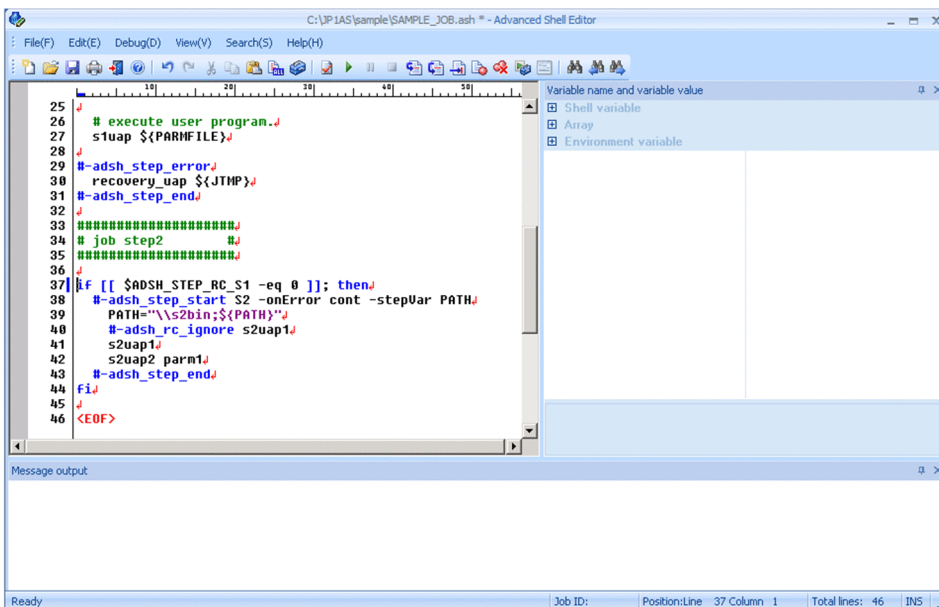 C:\JP1AS\sample\SAMPLE_JOB.ash * - Advanced Shell Editor
File(F) Edit(E) Debug(D) View(V) Search(S) Help(H)
10 20 30 40 50
25
26 # execute user program.
27 s1uap ${PARMFILE}
28
29 #-adsh_step_error
30 recovery_uap ${JTMP}
31 #-adsh_step_end
32
33 ####################
34 # job step2 #
35 ####################
36
37 if [[ $ADSH_STEP_RC_S1 -eq 0 ]]; then
38 #-adsh_step_start S2 -onError cont -stepVar PATH
39 PATH="\\s2bin;${PATH}"
40 #-adsh_rc_ignore s2uap1
41 s2uap1
42 s2uap2 parm1
43 #-adsh_step_end
44 fi
45
46 <EOF>
Variable name and variable value
Shell variable
Array
Environment variable
Message output
Ready Job ID: Position:Line 37 Column 1 Total lines: 46 INS